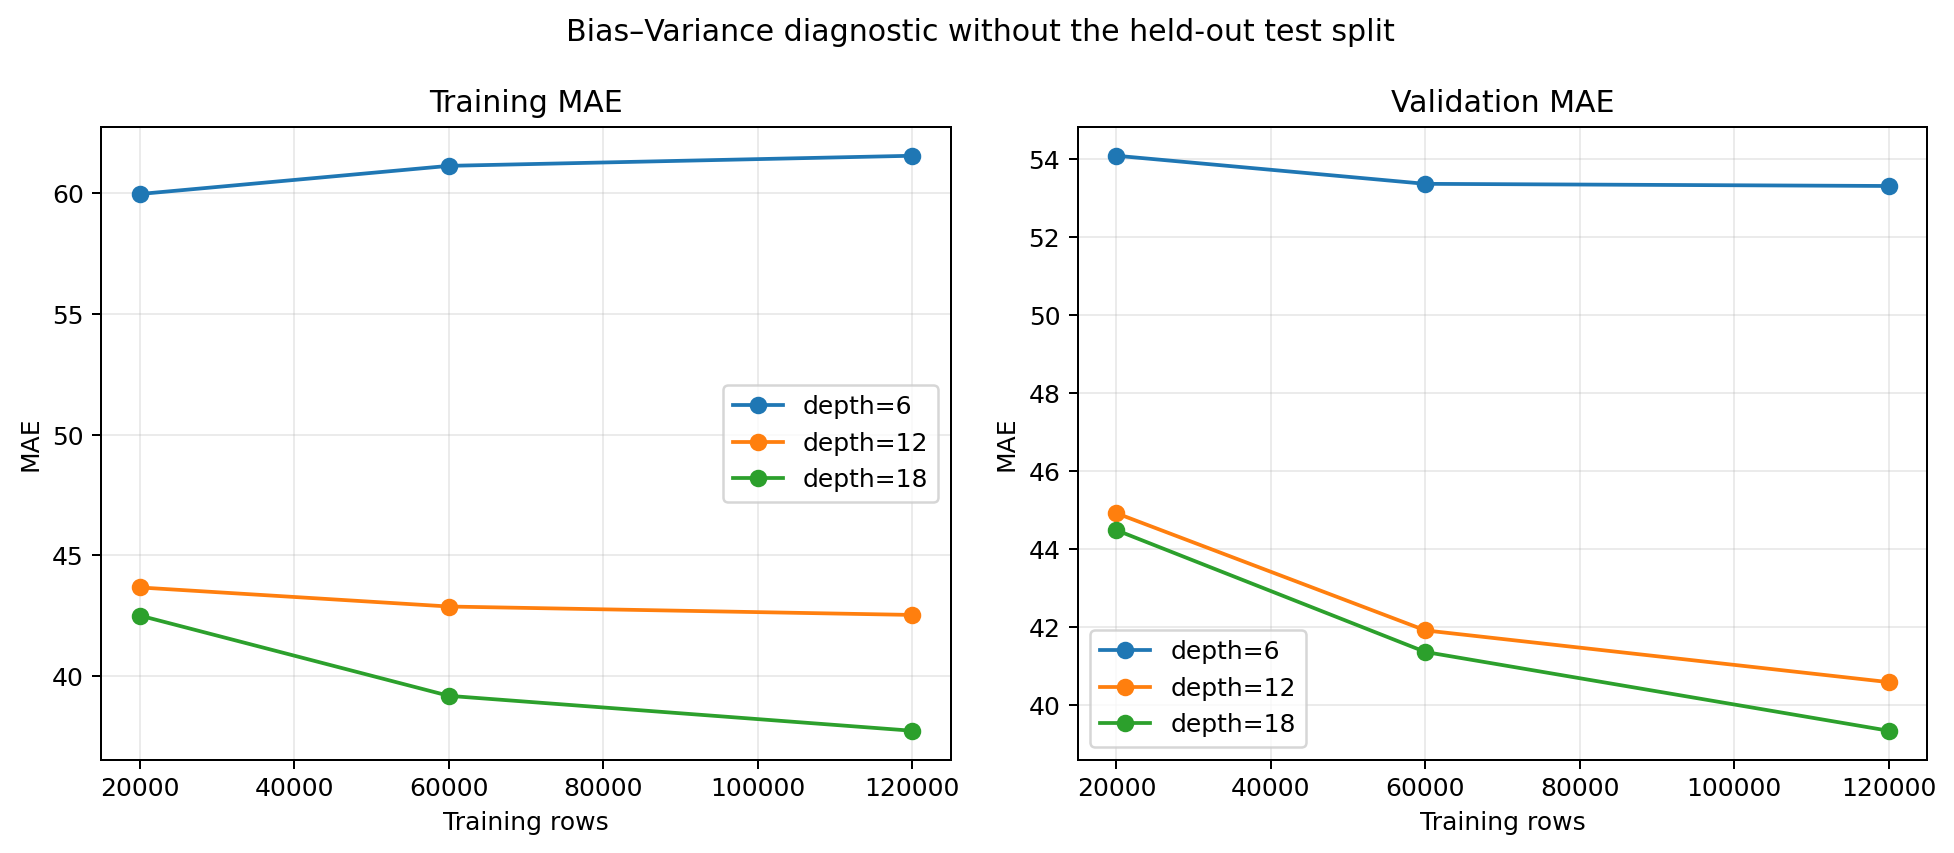 Bias–Variance diagnostic without the held-out test split
Training MAE
60
55
50
45
40
MAE
depth=6
depth=12
depth=18
20000 40000 60000 80000 100000 120000
Training rows
Validation MAE
54
52
50
48
46
44
42
40
MAE
depth=6
depth=12
depth=18
20000 40000 60000 80000 100000 120000
Training rows